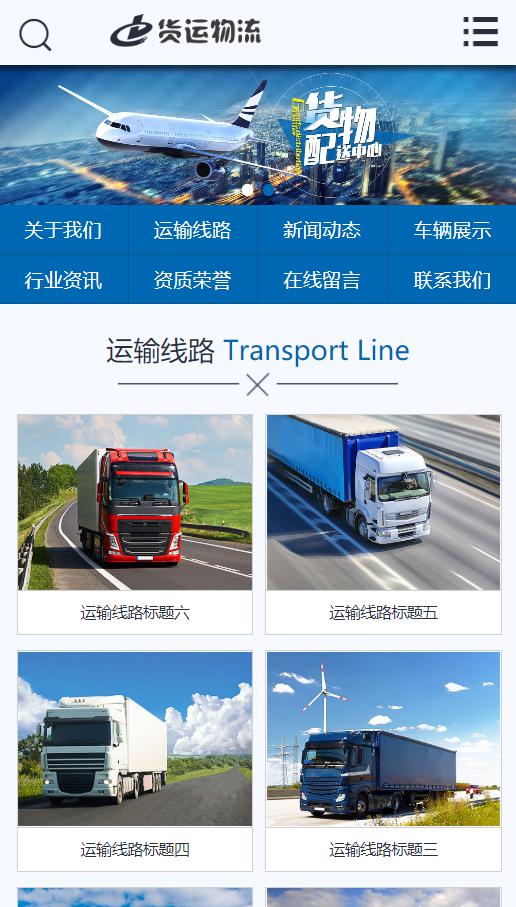 货运物流
货物
配送中心
关于我们 运输线路 新闻动态 车辆展示
行业资讯 资质荣誉 在线留言 联系我们
运输线路 Transport Line
运输线路标题六 运输线路标题五
运输线路标题四 运输线路标题三